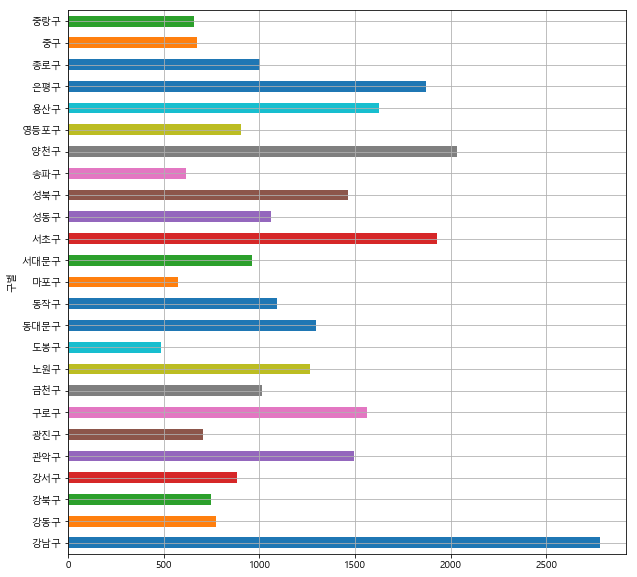 중랑구
중구
종로구
은평구
용산구
영등포구
양천구
송파구
성북구
성동구
서초구
서대문구
마포구
동작구
동대문구
도봉구
노원구
금천구
구로구
광진구
관악구
강서구
강북구
강동구
강남구
구별
0 500 1000 1500 2000 2500